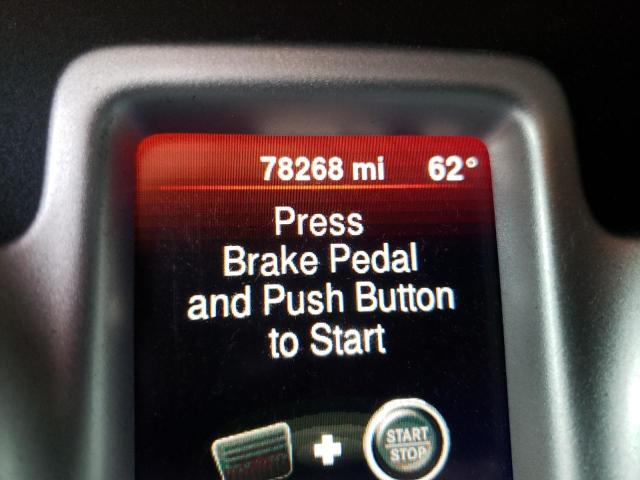 78268 mi 62°
Press
Brake Pedal
and Push Button
to Start
START
STOP